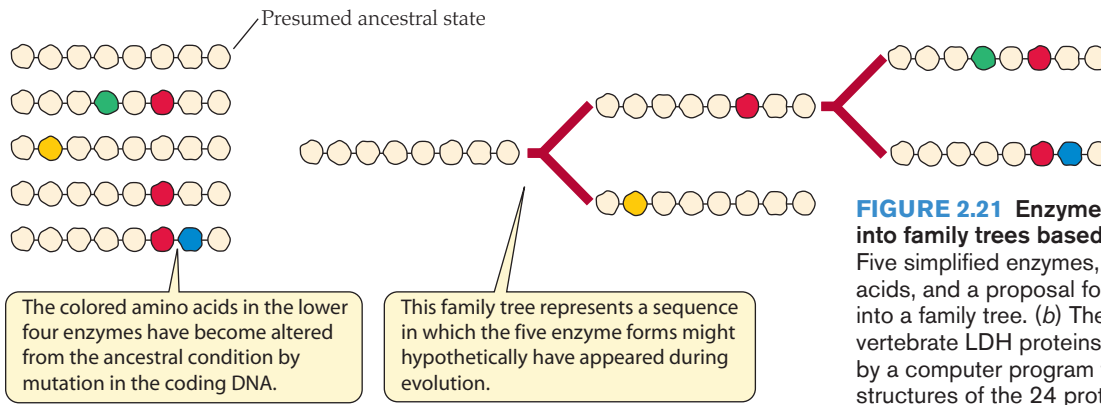 Presumed ancestral state
The colored amino acids in the lower
four enzymes have become altered
from the ancestral condition by
mutation in the coding DNA.
This family tree represents a sequence
in which the five enzyme forms might
hypothetically have appeared during
evolution.
FIGURE 2.21 Enzyme
into family trees based
Five simplified enzymes,
acids, and a proposal fo
into a family tree. (b) The
vertebrate LDH proteins
by a computer program
structures of the 24 prot